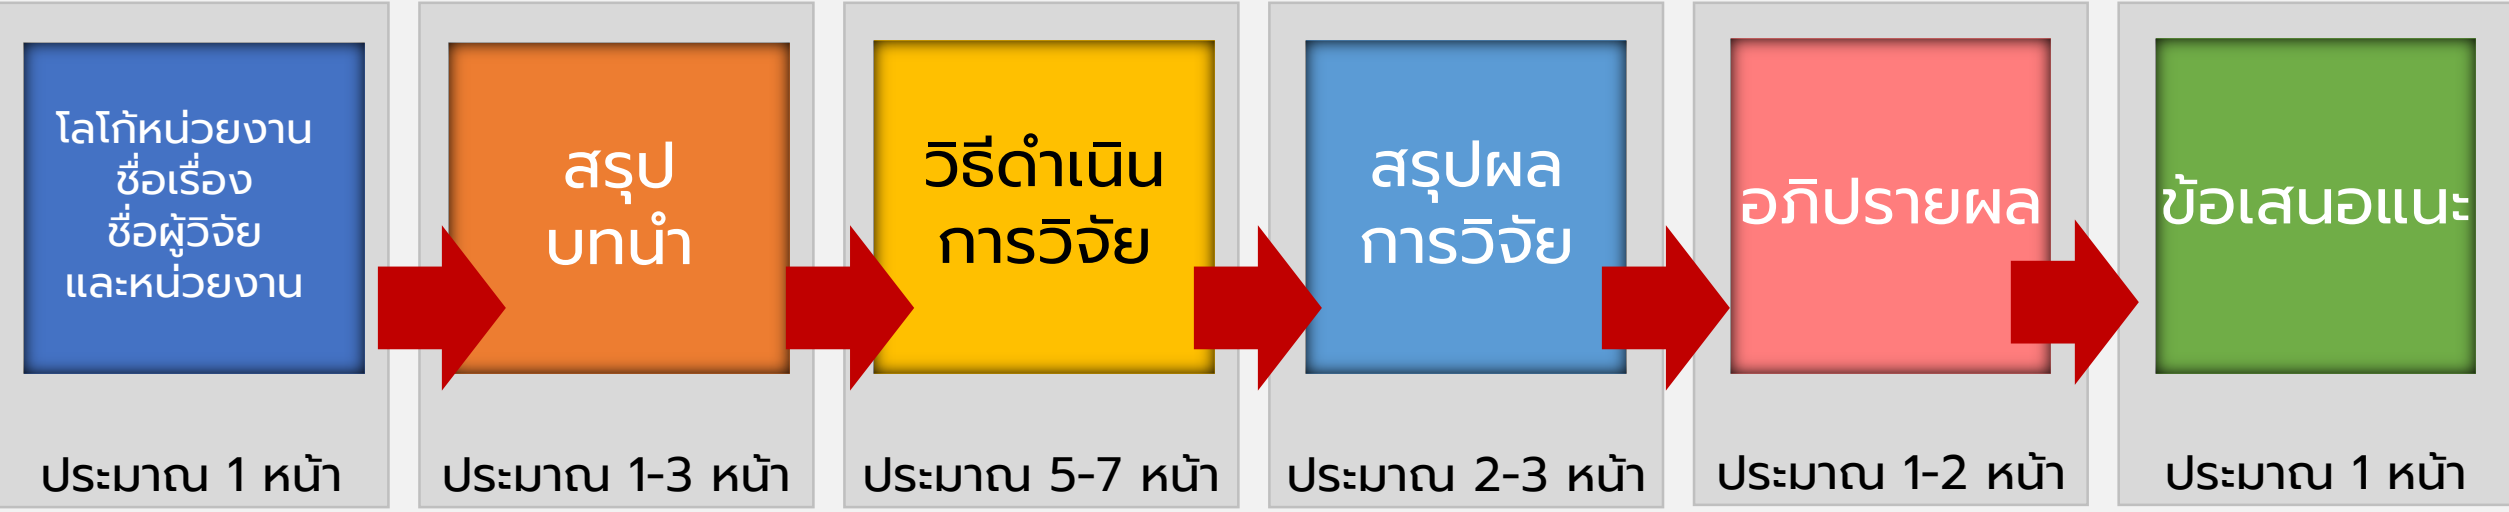 โลโก้หน่วยงาน
ชื่อเรื่อง
ชื่อผู้วิจัย
และหน่วยงาน
ประมาณ 1 หน้า
สรุป
บทนำ
ประมาณ 1-3 หน้า
วิธีดำเนิน
การวิจัย
ประมาณ 5-7 หน้า
สรุปผล
การวิจัย
ประมาณ 2-3 หน้า
อภิปรายผล
ประมาณ 1-2 หน้า
ข้อเสนอแนะ
ประมาณ 1 หน้า